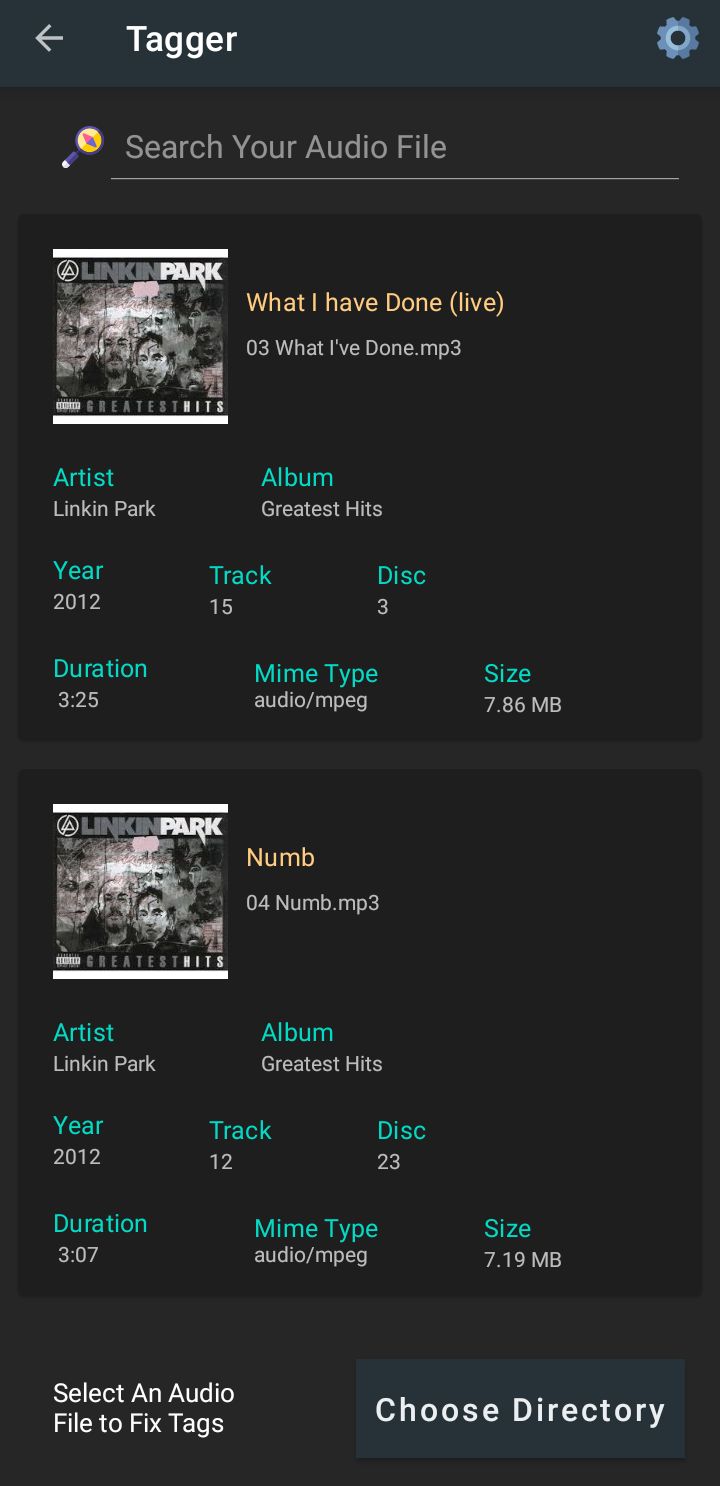 Tagger
Search Your Audio File
LINKIN PARK
GREATEST HITS
What I have Done (live)
03 What I've Done.mp3
Artist
Album
Linkin Park
Greatest Hits
Year
Track
Disc
2012
15
3
Duration
Mime Type
Size
3:25
audio/mpeg
7.86 MB
LINKIN PARK
GREATEST HITS
Numb
04 Numb.mp3
Artist
Album
Linkin Park
Greatest Hits
Year
Track
Disc
2012
12
23
Duration
Mime Type
Size
3:07
audio/mpeg
7.19 MB
Select An Audio
File to Fix Tags
Choose Directory